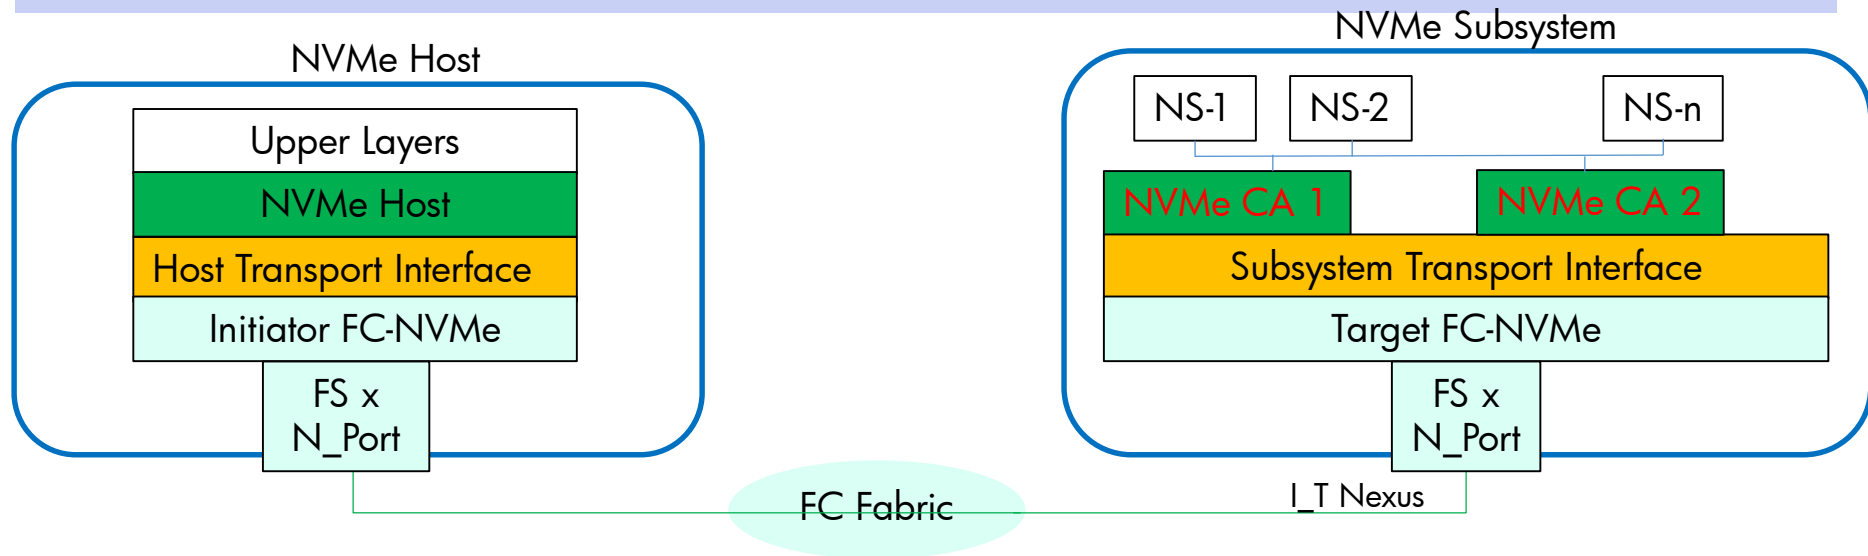 NVMe Host
Upper Layers
NVMe Host
Host Transport Interface
Initiator FC-NVMe
FS x
N_Port
NVMe Subsystem
NS-1
NS-2
NS-n
NVMe CA 1
NVMe CA 2
Subsystem Transport Interface
Target FC-NVMe
FS x
N_Port
FC Fabric
I_T Nexus